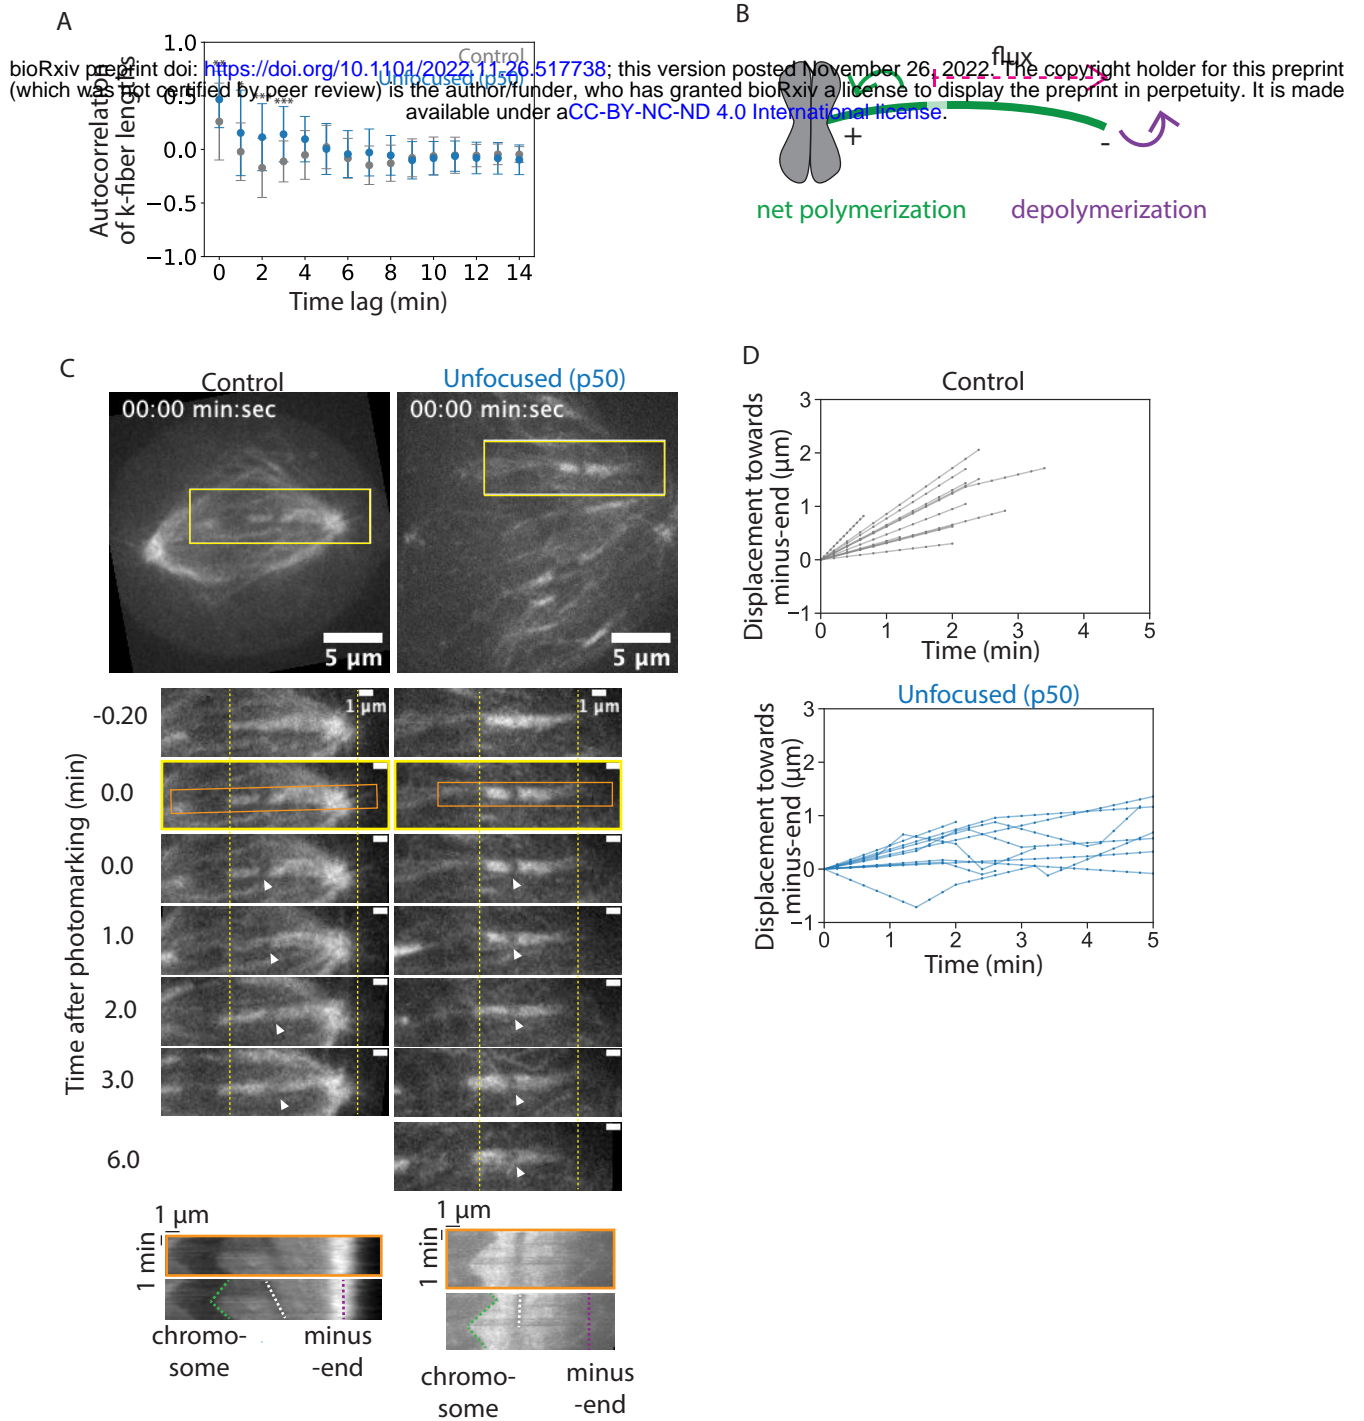 A
B
1.0
Control
Unfocused (p50)
flux
bioRxiv preprint doi: https://doi.org/10.1101/2022.11.26.517738; this version posted November 26, 2022. The copyright holder for this preprint
(which was not certified by peer review) is the author/funder, who has granted bioRxiv a license to display the preprint in perpetuity. It is made
available under aCC-BY-NC-ND 4.0 International license.
**
***
0.5
0.0
−0.5
−1.0
Autocorrelation
of k-fiber lengths
0 2 4 6 8 10 12 14
Time lag (min)
+
-
net polymerization
depolymerization
C
Control
Unfocused (p50)
00:00 min:sec
00:00 min:sec
5 µm
5 µm
Time after photomarking (min)
-0.20
1 µm
1 µm
0.0
0.0
1.0
2.0
3.0
6.0
1 µm
1 min
1 µm
1 min
chromo-
some
minus
-end
chromo-
some
minus
-end
D
Control
Displacement towards
minus-end (µm)
3
2
1
0
−1
0 1 2 3 4 5
Time (min)
Unfocused (p50)
Displacement towards
minus-end (µm)
3
2
1
0
−1
0 1 2 3 4 5
Time (min)